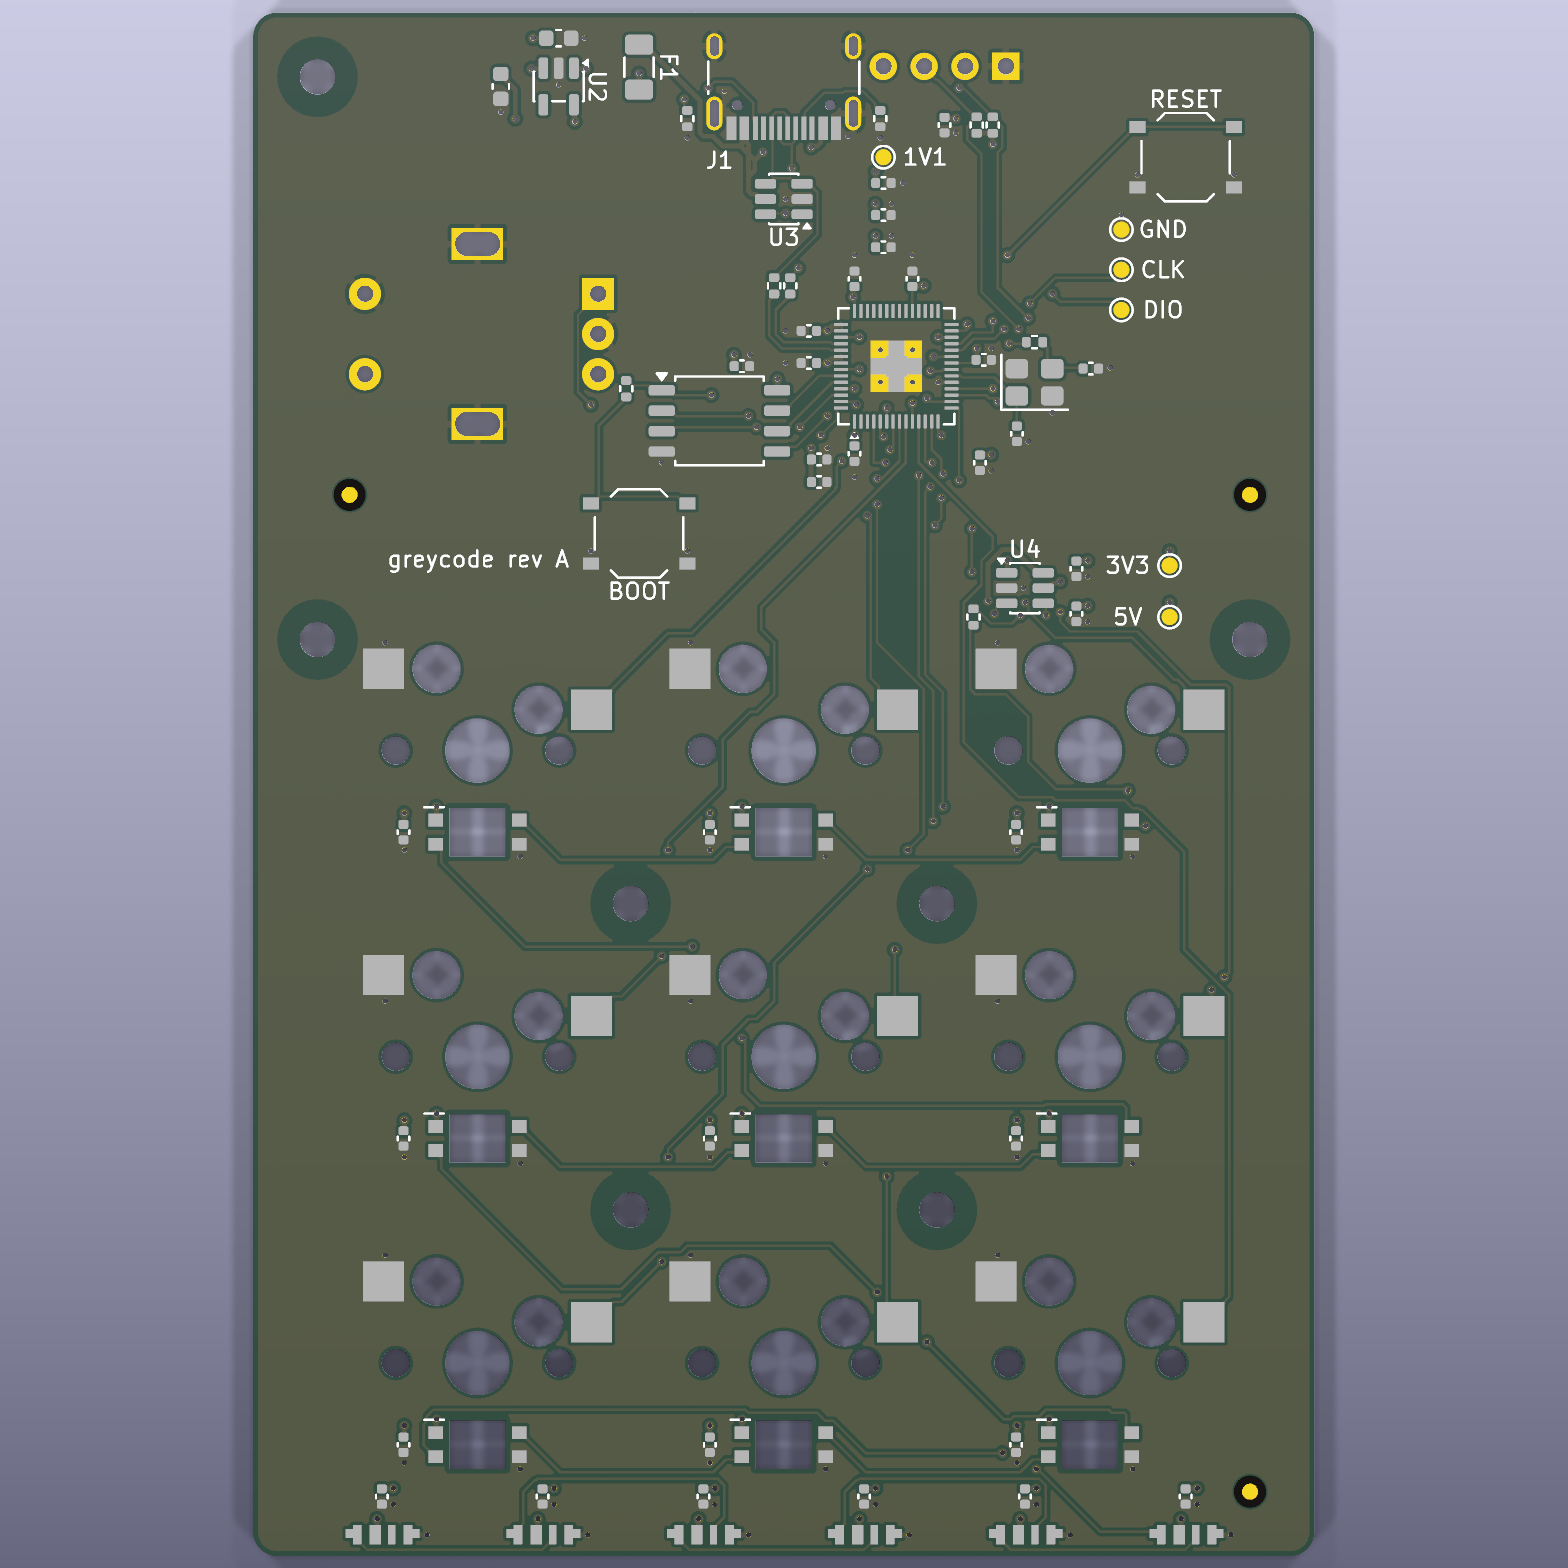 U2
F1
RESET
J1
1V1
GND
U3
CLK
DIO
U4
greycode rev A
3V3
BOOT
5V